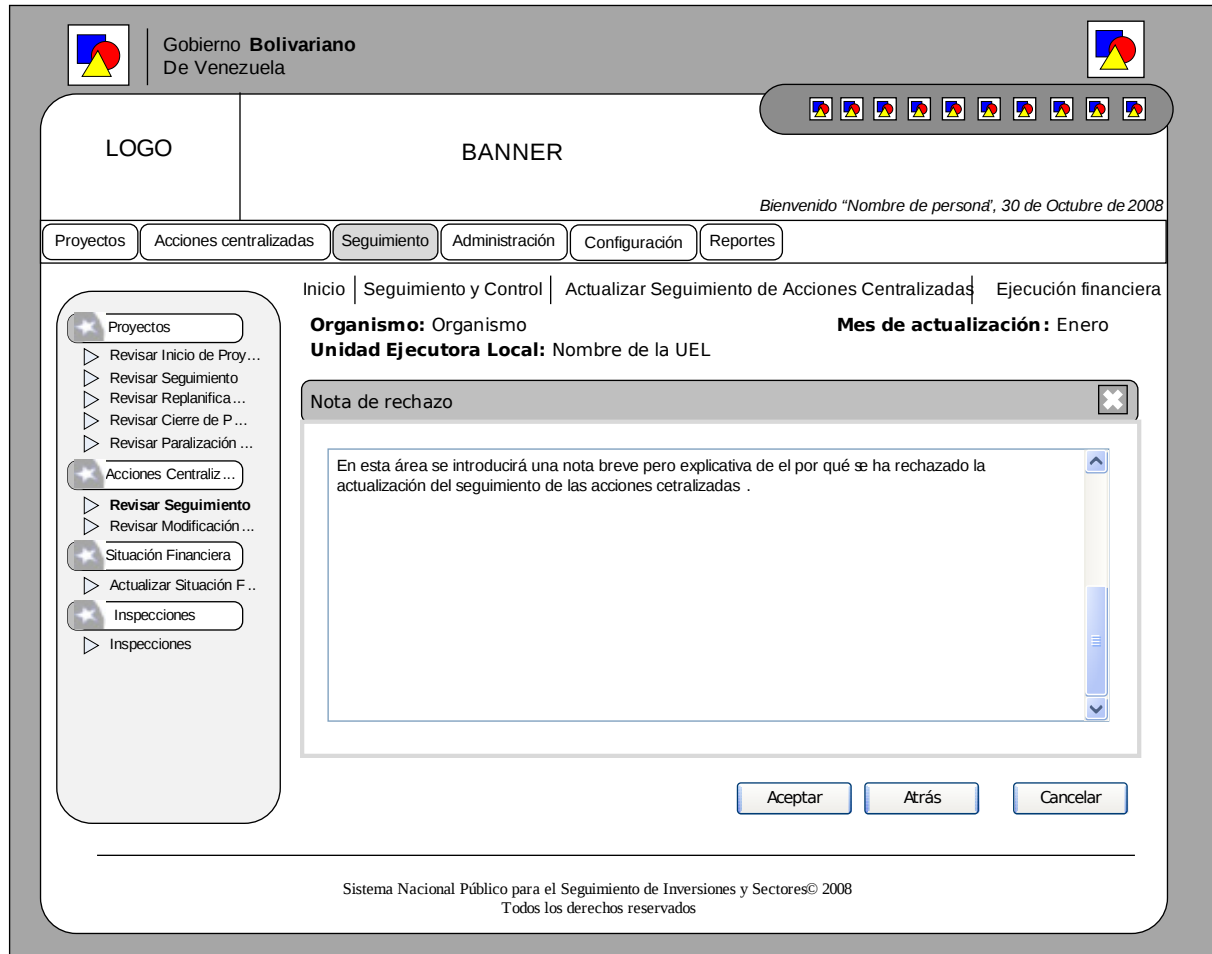 Gobierno Bolivariano
De Venezuela
LOGO
BANNER
Bienvenido “Nombre de persona”, 30 de Octubre de 2008
Proyectos Acciones centralizadas Seguimiento Administración Configuración Reportes
Inicio Seguimiento y Control Actualizar Seguimiento de Acciones Centralizadas Ejecución financiera
Organismo: Organismo Mes de actualización: Enero
Unidad Ejecutora Local: Nombre de la UEL
Proyectos
Revisar Inicio de Proy...
Revisar Seguimiento
Revisar Replanifica...
Revisar Cierre de P...
Revisar Paralización ...
Acciones Centraliz...
Revisar Seguimiento
Revisar Modificación...
Situación Financiera
Actualizar Situación F..
Inspecciones
Inspecciones
Nota de rechazo
En esta área se introducirá una nota breve pero explicativa de el por qué se ha rechazado la
actualización del seguimiento de las acciones cetralizadas .
Aceptar Atrás Cancelar
Sistema Nacional Público para el Seguimiento de Inversiones y Sectores© 2008
Todos los derechos reservados